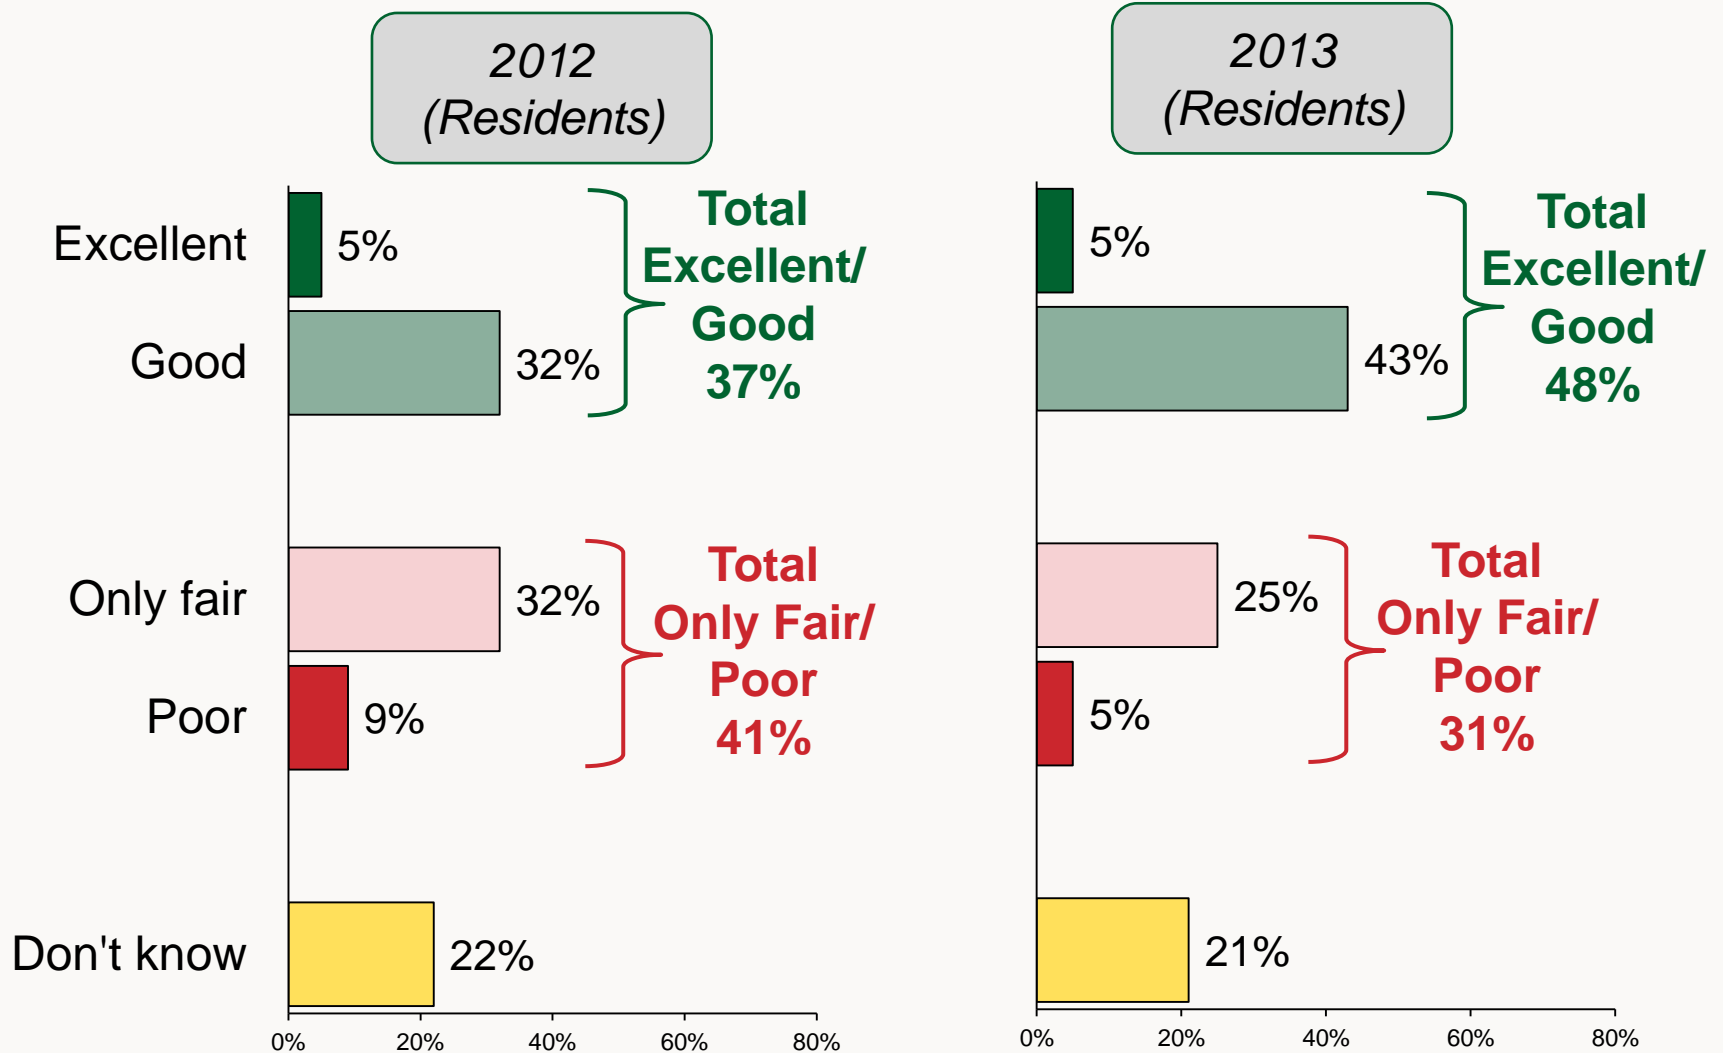 2012
(Residents)
2013
(Residents)
Excellent
5%
Good
32%
Total
Excellent/
Good
37%
Only fair
32%
Poor
9%
Total
Only Fair/
Poor
41%
Don't know
22%
0%
20%
40%
60%
80%
5%
43%
Total
Excellent/
Good
48%
25%
5%
Total
Only Fair/
Poor
31%
21%
0%
20%
40%
60%
80%